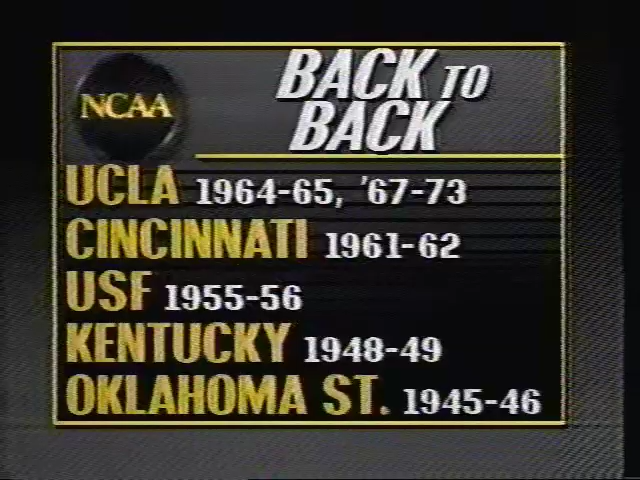 NCAA
BACK TO
BACK
UCLA 1964-65, '67-73
CINCINNATI 1961-62
USF 1955-56
KENTUCKY 1948-49
OKLAHOMA ST. 1945-46